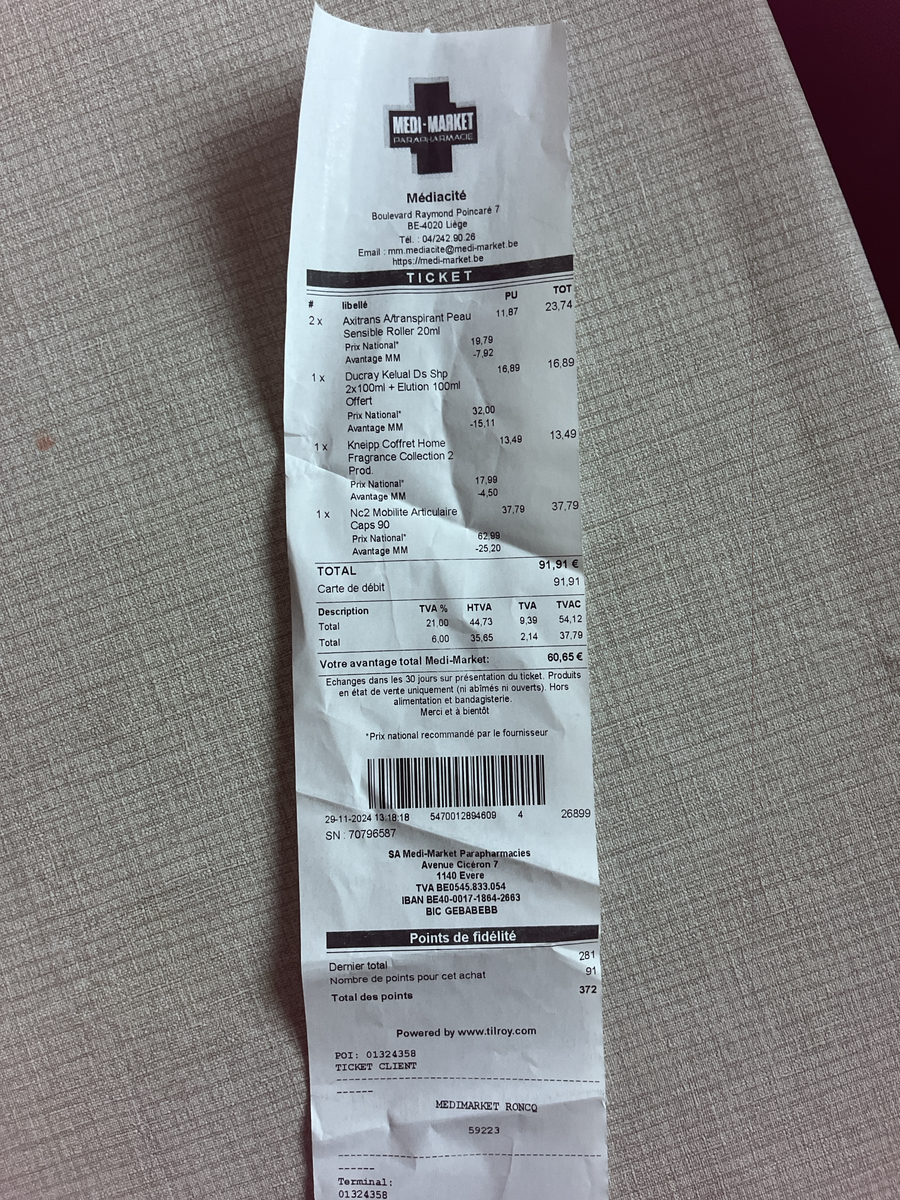 MEDI-MARKET
PARAPHARMACIE
Médiacité
Boulevard Raymond Poincaré 7
BE-4020 Liège
Tél. : 04/242.90.26
Email : mm.mediacite@medi-market.be
https://medi-market.be
TICKET
# libellé PU TOT
2 x Axitrans A/transpirant Peau 11,87 23,74
Sensible Roller 20ml
Prix National* 19,79
Avantage MM -7,92
1 x Ducray Kelual Ds Shp 16,89 16,89
2x100ml + Elution 100ml
Offert
Prix National* 32,00
Avantage MM -15,11
1 x Kneipp Coffret Home 13,49 13,49
Fragrance Collection 2
Prod.
Prix National* 17,99
Avantage MM -4,50
1 x Nc2 Mobilite Articulaire 37,79 37,79
Caps 90
Prix National* 62,99
Avantage MM -25,20
TOTAL 91,91 €
Carte de débit 91,91
Description TVA % HTVA TVA TVAC
Total 21,00 44,73 9,39 54,12
Total 6,00 35,65 2,14 37,79
Votre avantage total Medi-Market: 60,65 €
Echanges dans les 30 jours sur présentation du ticket. Produits
en état de vente uniquement (ni abîmés ni ouverts). Hors
alimentation et bandagisterie.
Merci et à bientôt
*Prix national recommandé par le fournisseur
29-11-2024 13:18:18 5470012894609 4 26899
SN : 70796587
SA Medi-Market Parapharmacies
Avenue Cicéron 7
1140 Evere
TVA BE0545.833.054
IBAN BE40-0017-1864-2663
BIC GEBABEBB
Points de fidélité
Dernier total 281
Nombre de points pour cet achat 91
Total des points 372
Powered by www.tilroy.com
POI: 01324358
TICKET CLIENT
MEDIMARKET RONCQ
59223
Terminal:
01324358